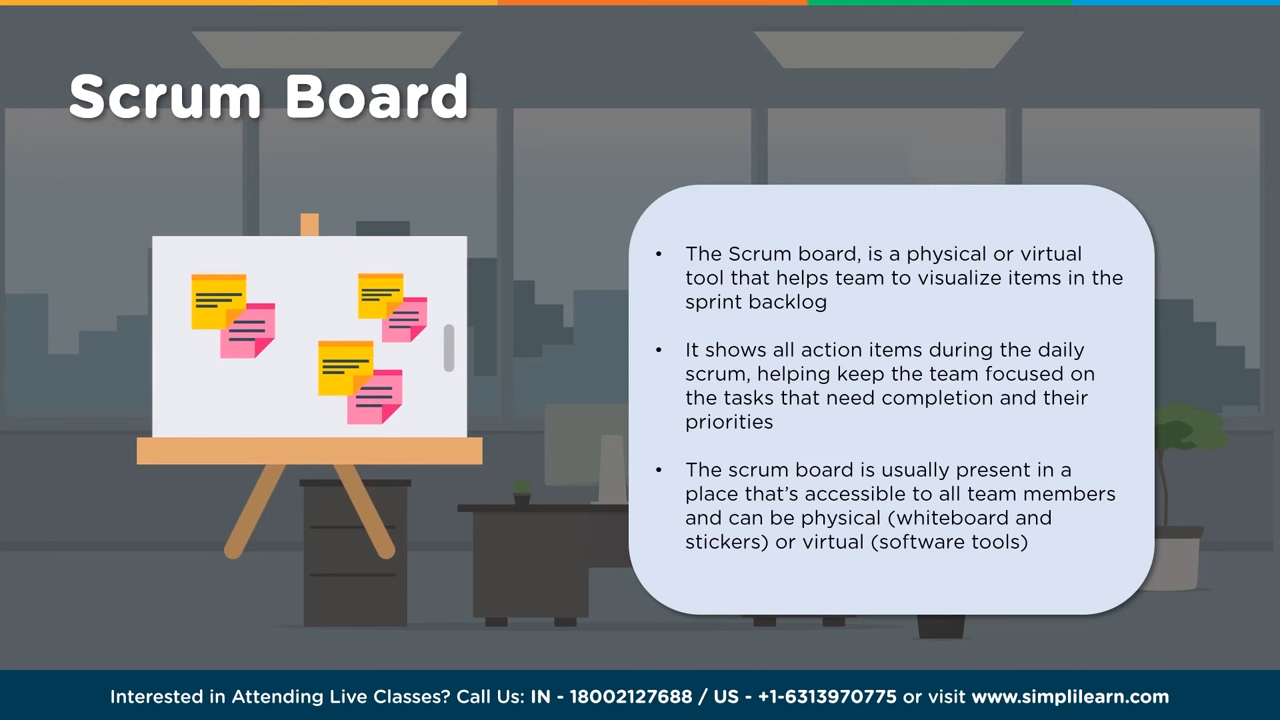 Scrum Board
• The Scrum board, is a physical or virtual
tool that helps team to visualize items in the
sprint backlog
• It shows all action items during the daily
scrum, helping keep the team focused on
the tasks that need completion and their
priorities
• The scrum board is usually present in a
place that’s accessible to all team members
and can be physical (whiteboard and
stickers) or virtual (software tools)
Interested in Attending Live Classes? Call Us: IN - 18002127688 / US - +1-6313970775 or visit www.simplilearn.com